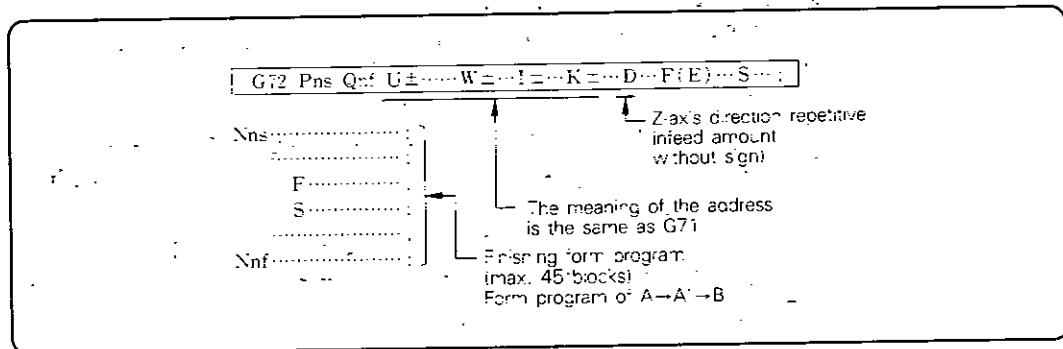 G72 Pns Qnf U±······W±···I±···K±···D···F(E)···S···;
Z-axis direction repetitive
infeed amount
without sign)
Nns·················;
·················;
F·············;
S·············;
·················;
Nnf·················;
The meaning of the address
is the same as G71
Finishing form program
(max. 45 blocks)
Form program of A→A'→B